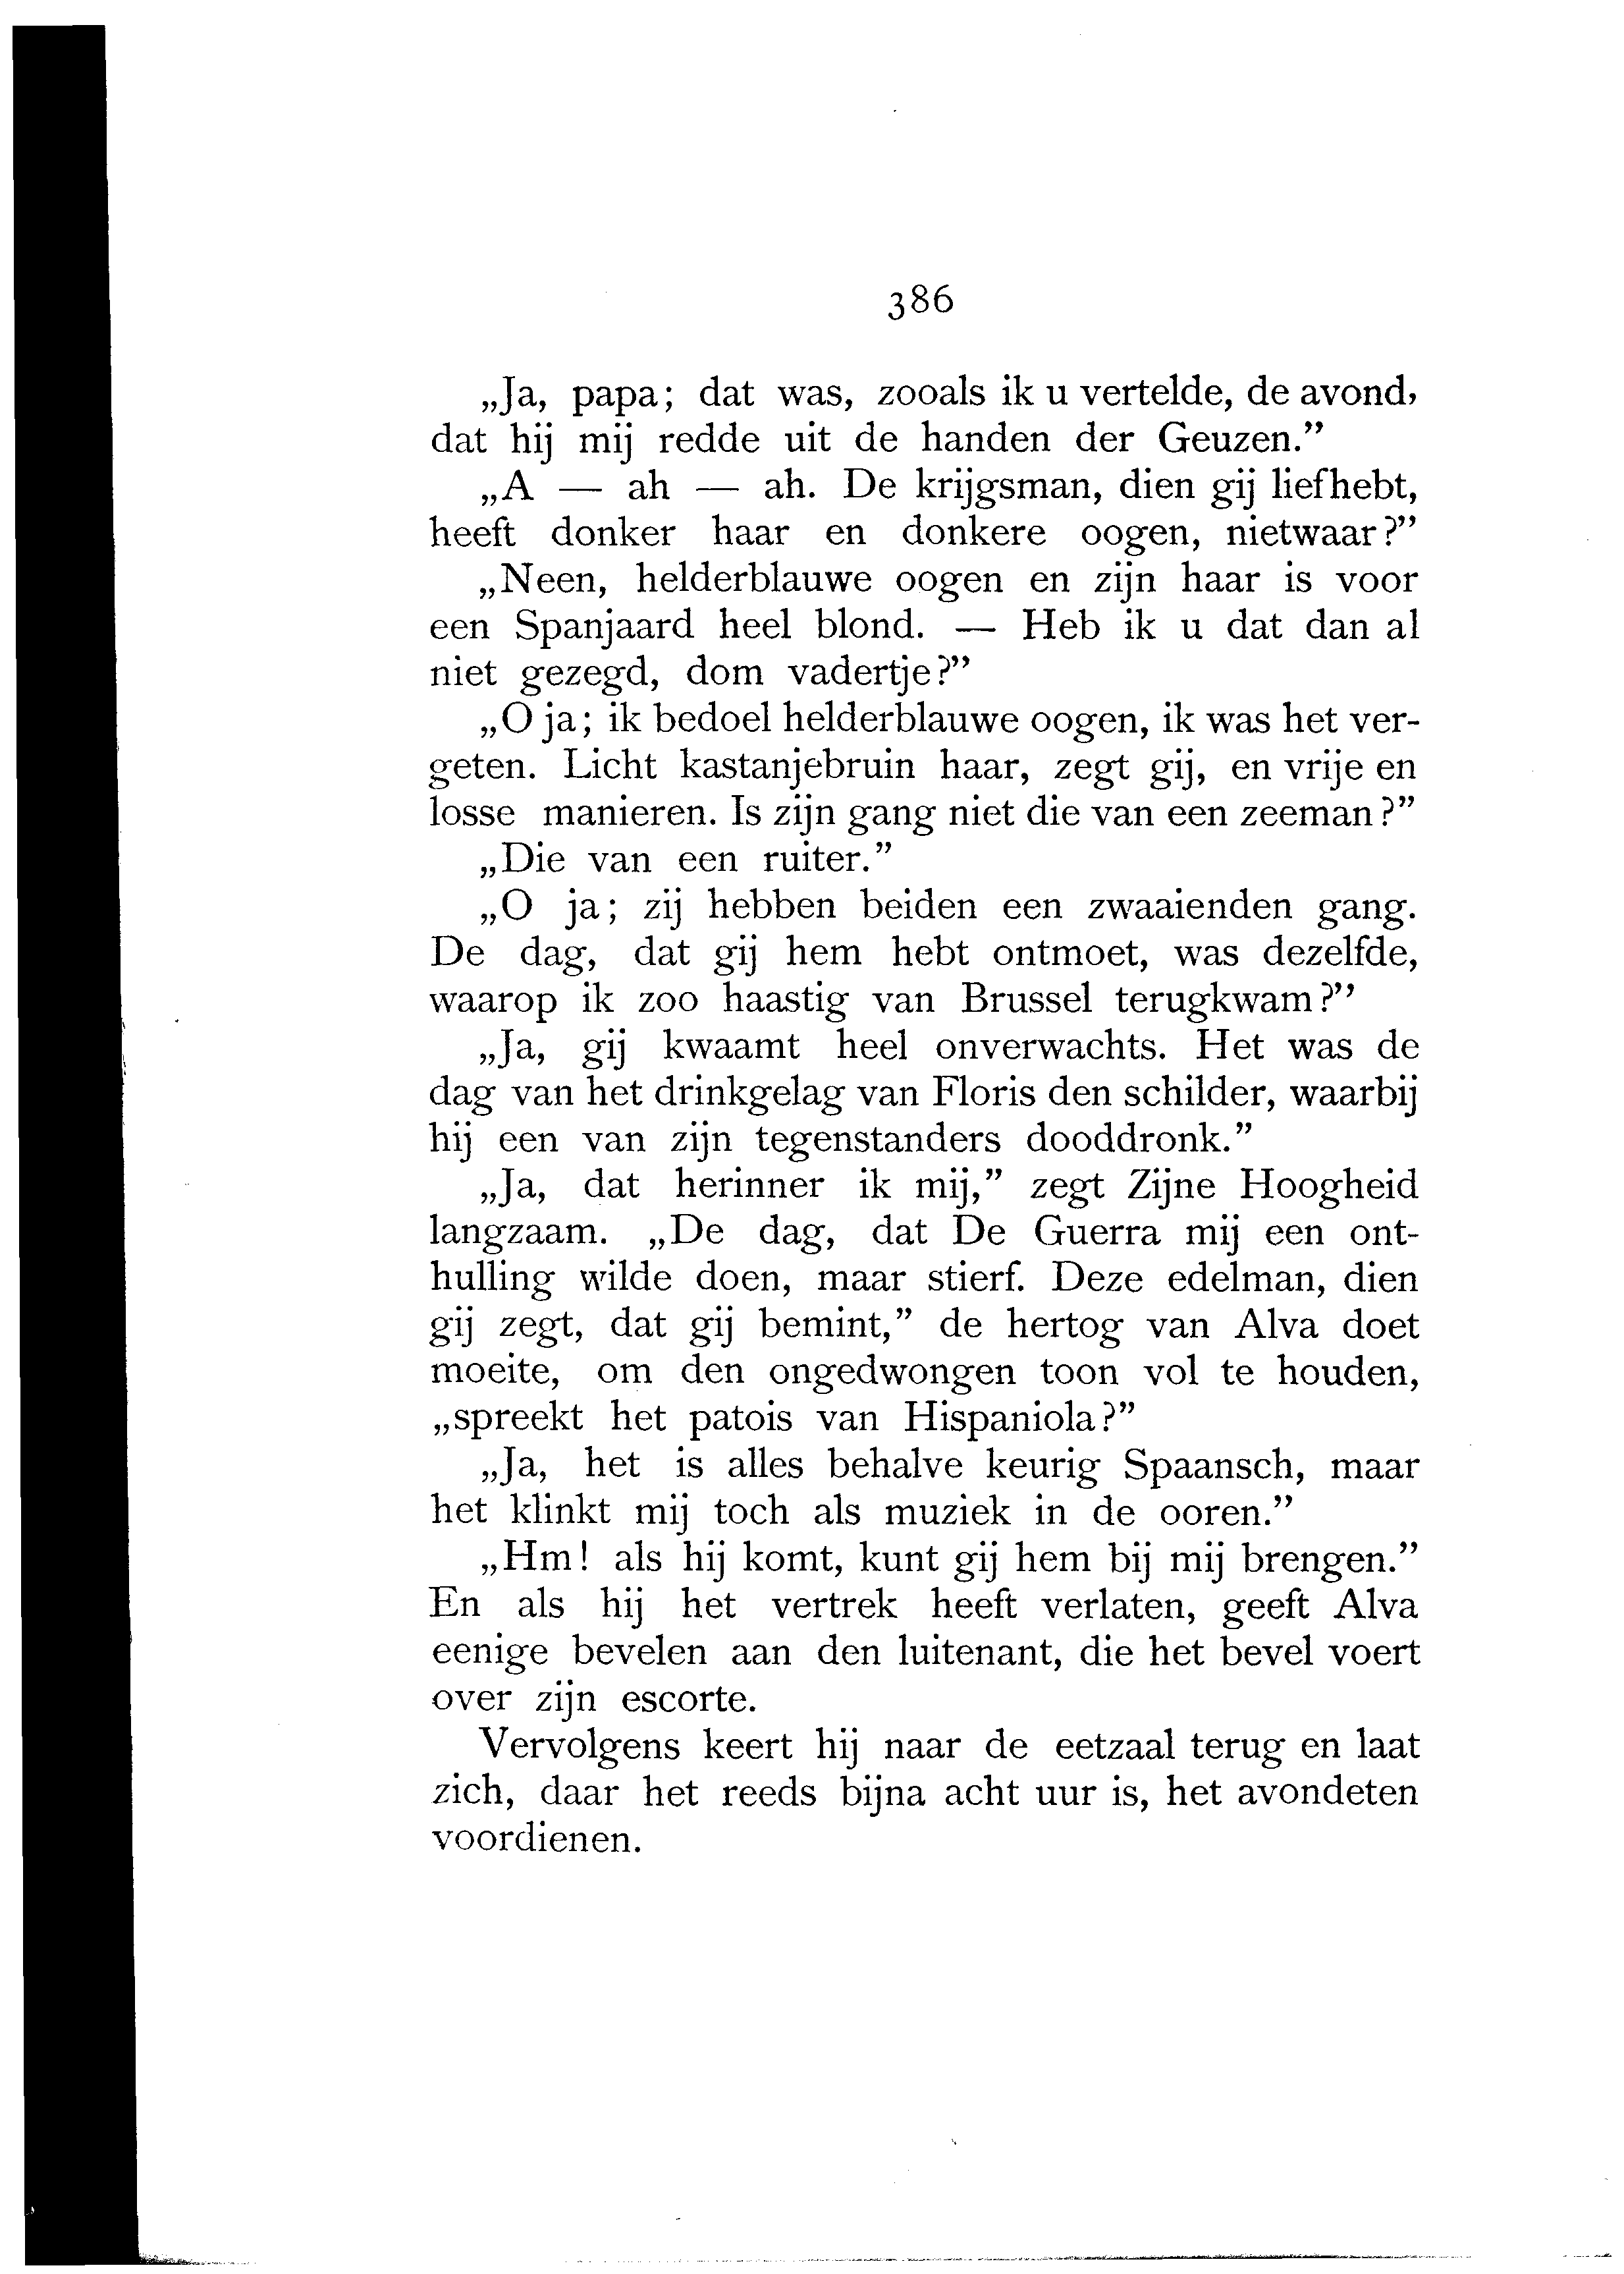 386
„Ja, papa; dat was, zooals ik u vertelde, de avond,
dat hij mij redde uit de handen der Geuzen.”
„A — ah — ah. De krijgsman, dien gij liefhebt,
heeft donker haar en donkere oogen, nietwaar?”
„Neen, helderblauwe oogen en zijn haar is voor
een Spanjaard heel blond. — Heb ik u dat dan al
niet gezegd, dom vadertje?”
„O ja; ik bedoel helderblauwe oogen, ik was het ver-
geten. Licht kastanjebruin haar, zegt gij, en vrije en
losse manieren. Is zijn gang niet die van een zeeman?”
„Die van een ruiter.”
„O ja; zij hebben beiden een zwaaienden gang.
De dag, dat gij hem hebt ontmoet, was dezelfde,
waarop ik zoo haastig van Brussel terugkwam?”
„Ja, gij kwaamt heel onverwachts. Het was de
dag van het drinkgelag van Floris den schilder, waarbij
hij een van zijn tegenstanders dooddronk.”
„Ja, dat herinner ik mij,” zegt Zijne Hoogheid
langzaam. „De dag, dat De Guerra mij een ont-
hulling wilde doen, maar stierf. Deze edelman, dien
gij zegt, dat gij bemint,” de hertog van Alva doet
moeite, om den ongedwongen toon vol te houden,
„spreekt het patois van Hispaniola?”
„Ja, het is alles behalve keurig Spaansch, maar
het klinkt mij toch als muziek in de ooren.”
„Hm! als hij komt, kunt gij hem bij mij brengen.”
En als hij het vertrek heeft verlaten, geeft Alva
eenige bevelen aan den luitenant, die het bevel voert
over zijn escorte.
Vervolgens keert hij naar de eetzaal terug en laat
zich, daar het reeds bijna acht uur is, het avondeten
voordienen.